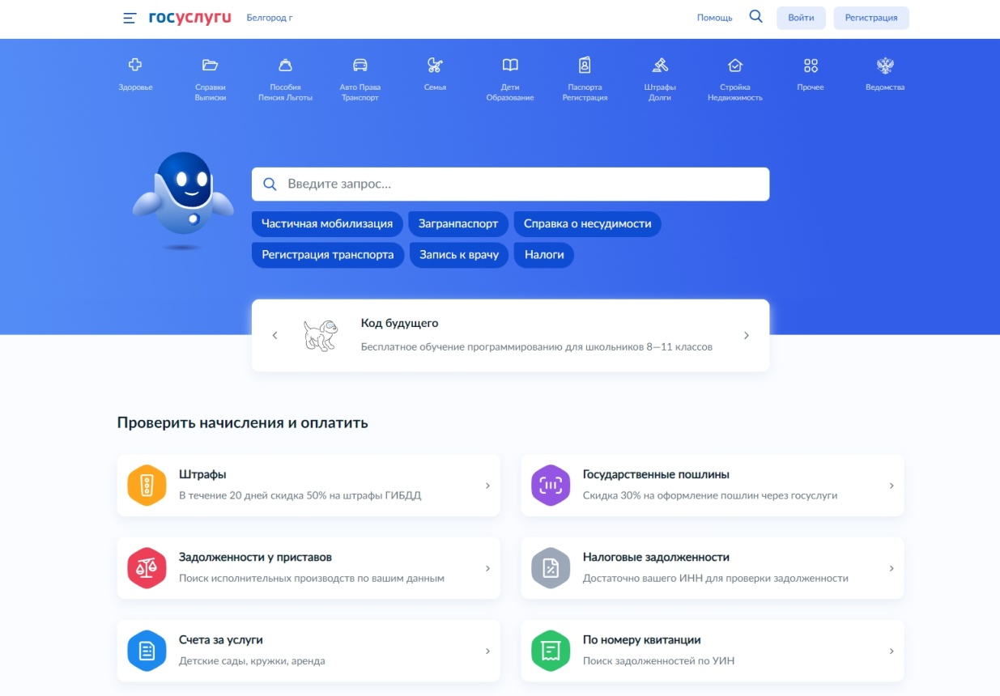 госуслуги Белгород г Помощь Войти Регистрация
Здоровье
Справки
Выписки
Пособия
Пенсия Льготы
Авто Права
Транспорт
Семья
Дети
Образование
Паспорта
Регистрация
Штрафы
Долги
Стройка
Недвижимость
Прочее
Ведомства
Введите запрос...
Частичная мобилизация Загранпаспорт Справка о несудимости
Регистрация транспорта Запись к врачу Налоги
Код будущего
Бесплатное обучение программированию для школьников 8—11 классов
Проверить начисления и оплатить
Штрафы
В течение 20 дней скидка 50% на штрафы ГИБДД
Государственные пошлины
Скидка 30% на оформление пошлин через госуслуги
Задолженности у приставов
Поиск исполнительных производств по вашим данным
Налоговые задолженности
Достаточно вашего ИНН для проверки задолженности
Счета за услуги
Детские сады, кружки, аренда
По номеру квитанции
Поиск задолженностей по УИН